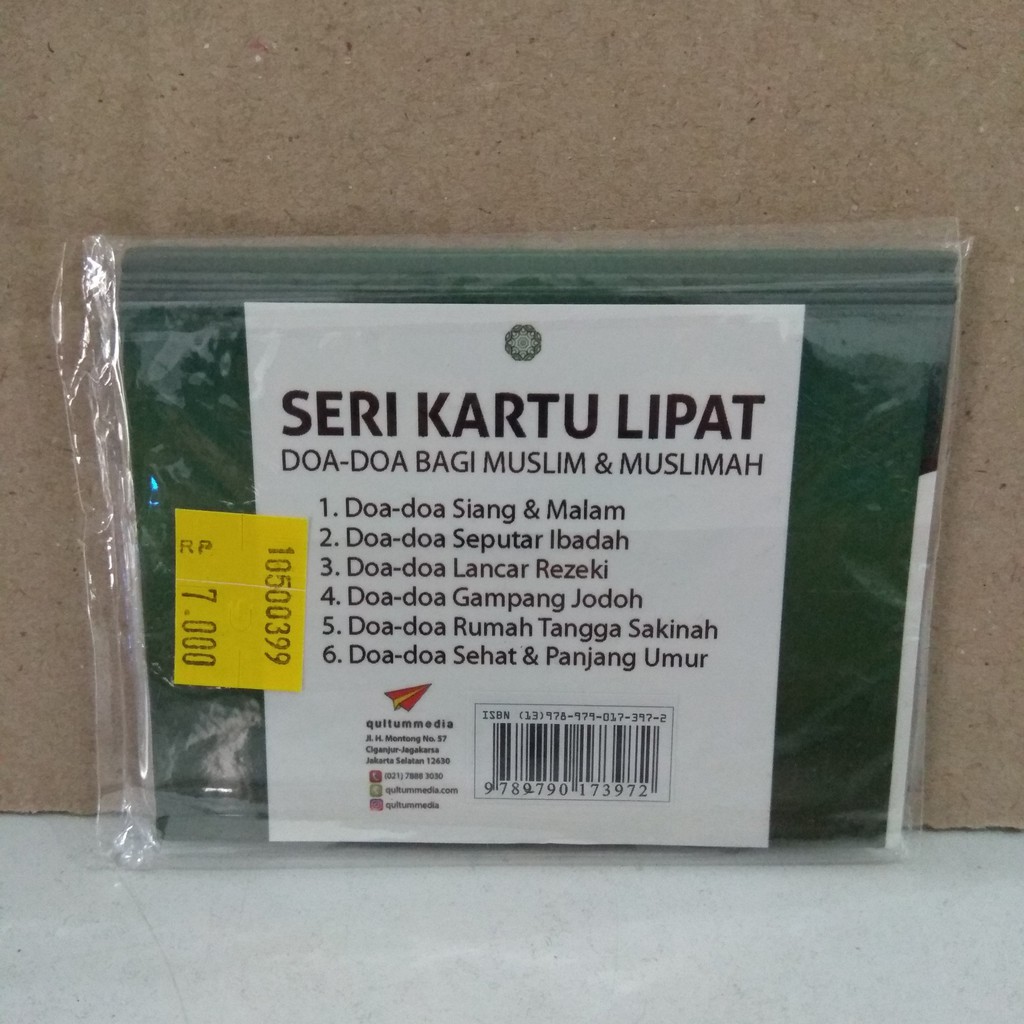 SERI KARTU LIPAT
DOA-DOA BAGI MUSLIM & MUSLIMAH
1. Doa-doa Siang & Malam
2. Doa-doa Seputar Ibadah
3. Doa-doa Lancar Rezeki
4. Doa-doa Gampang Jodoh
5. Doa-doa Rumah Tangga Sakinah
6. Doa-doa Sehat & Panjang Umur
10500399
RP 7.000
qultummedia
Jl. H. Montong No. 57
Ciganjur-Jagakarsa
Jakarta Selatan 12630
(021) 7888 3030
qultummedia.com
qultummedia
ISBN (13)978-979-017-397-2
9789790173972